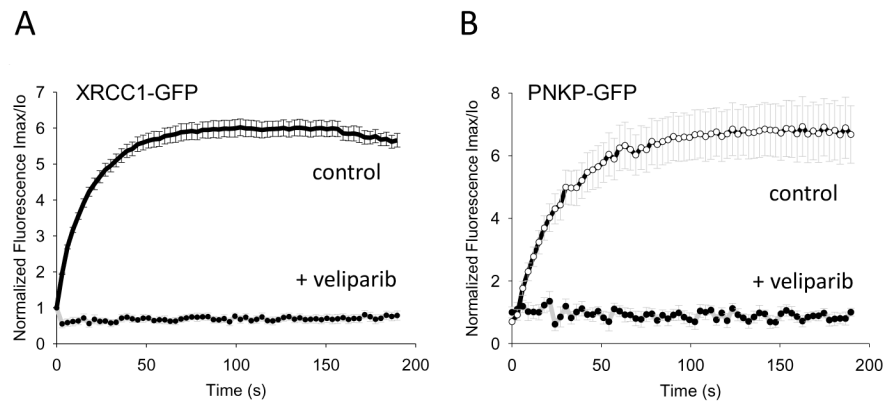 A
XRCC1-GFP
Normalized Fluorescence Imax/Io
7
6
5
4
3
2
1
0
control
+ veliparib
0
50
100
150
200
Time (s)
B
PNKP-GFP
Normalized Fluorescence Imax/Io
8
6
4
2
0
control
+ veliparib
0
50
100
150
200
Time (s)